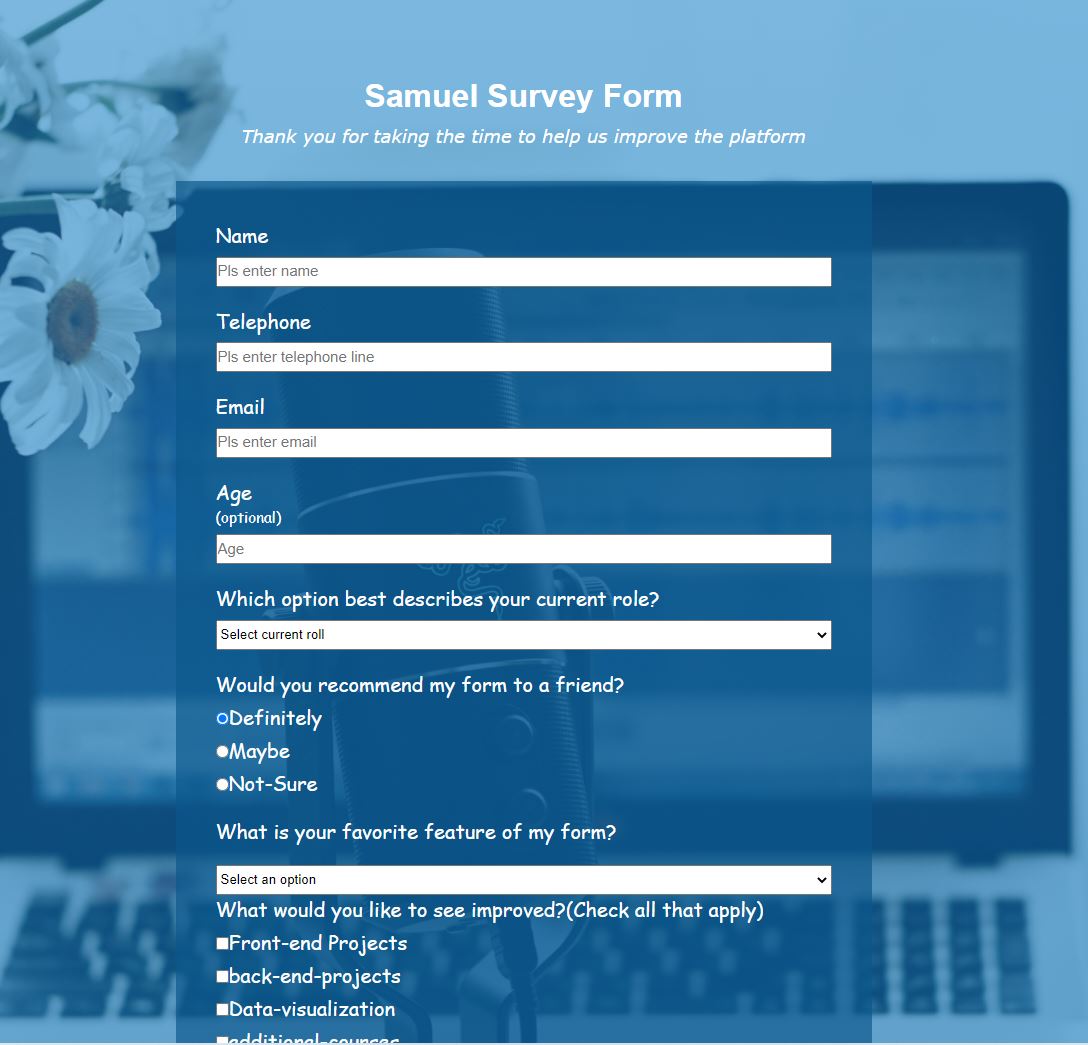 Samuel Survey Form
Thank you for taking the time to help us improve the platform
Name
Pls enter name
Telephone
Pls enter telephone line
Email
Pls enter email
Age
(optional)
Age
Which option best describes your current role?
Select current roll
Would you recommend my form to a friend?
Definitely
Maybe
Not-Sure
What is your favorite feature of my form?
Select an option
What would you like to see improved?(Check all that apply)
Front-end Projects
back-end-projects
Data-visualization
additional-courses